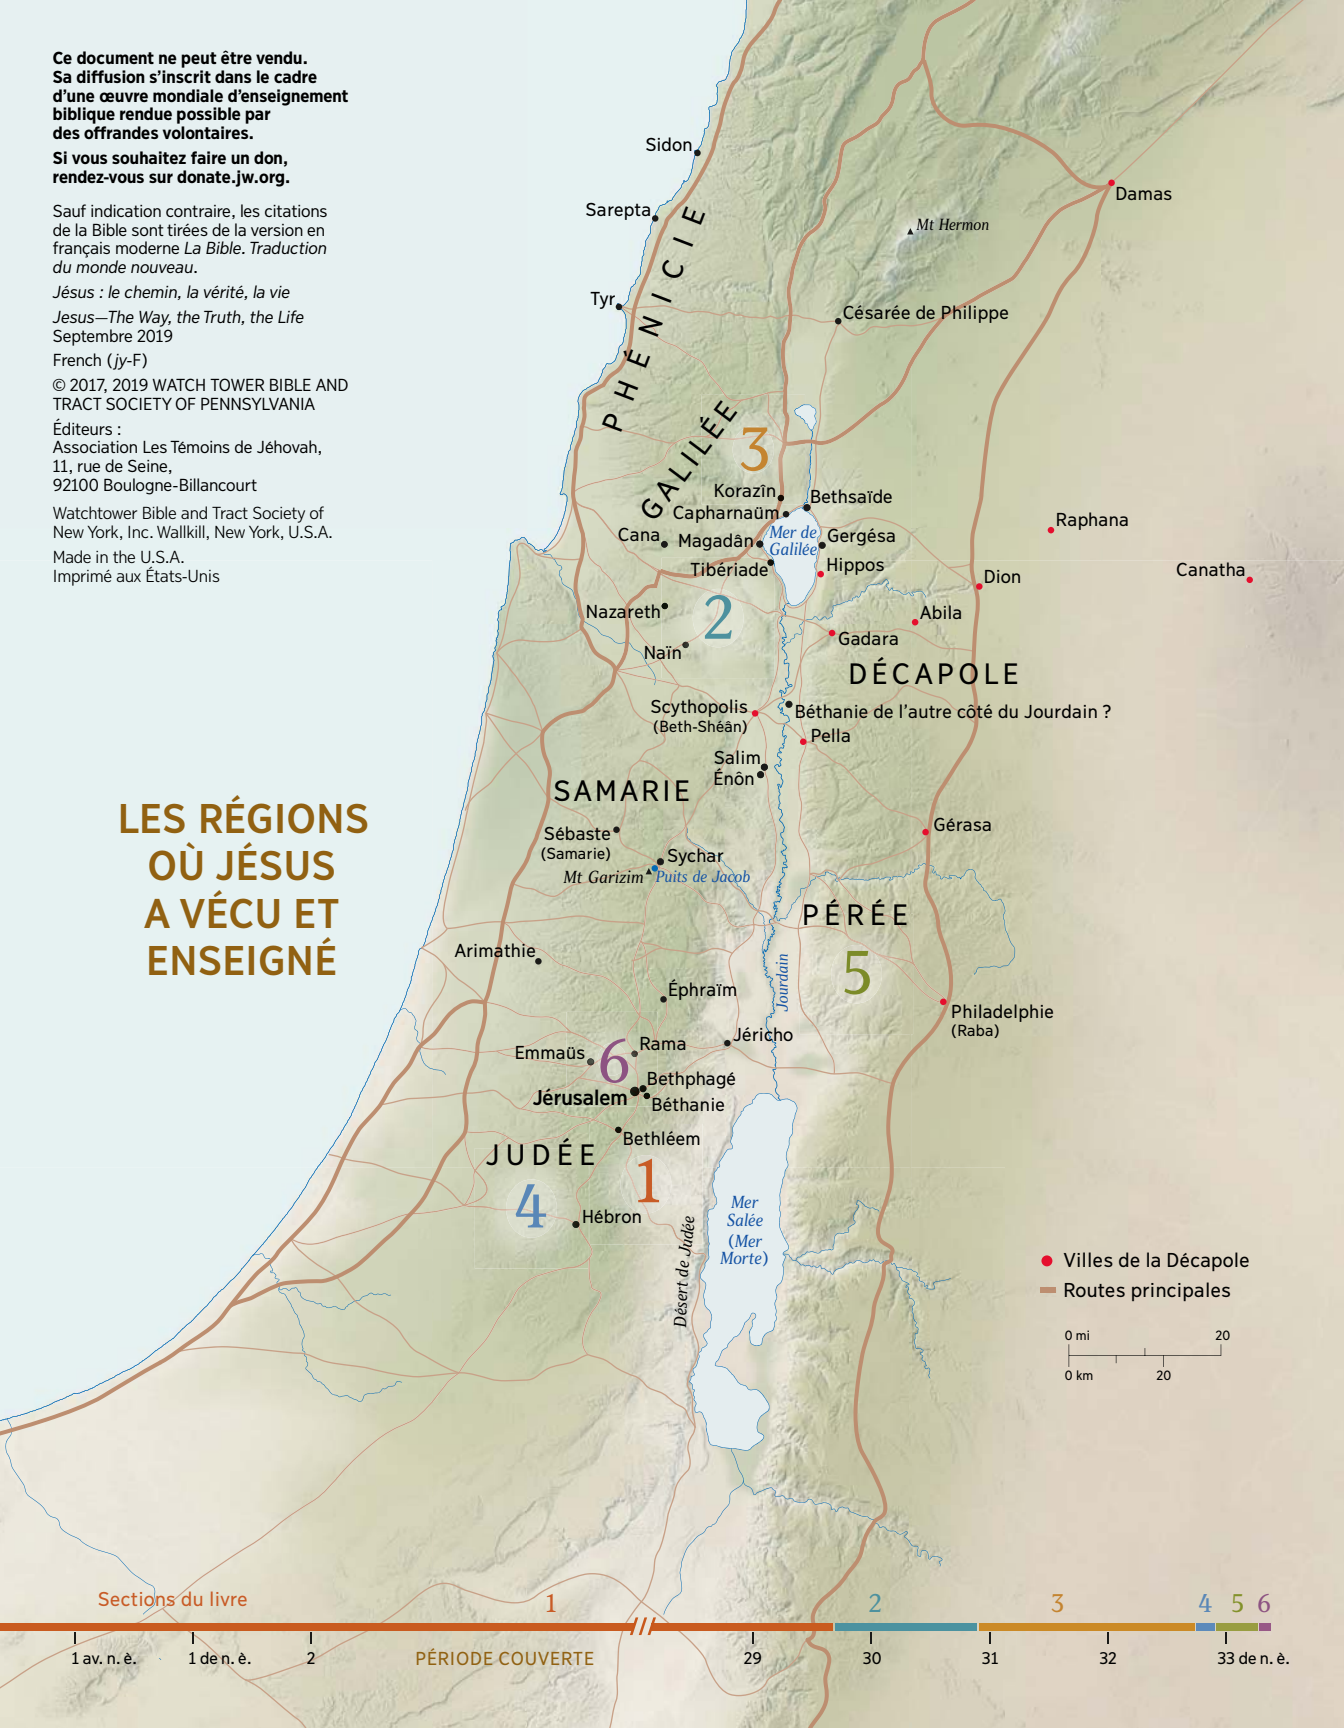 Ce document ne peut être vendu.
Sa diffusion s’inscrit dans le cadre
d’une œuvre mondiale d’enseignement
biblique rendue possible par
des offrandes volontaires.
Si vous souhaitez faire un don,
rendez-vous sur donate.jw.org.
Sauf indication contraire, les citations
de la Bible sont tirées de la version en
français moderne La Bible. Traduction
du monde nouveau.
Jésus : le chemin, la vérité, la vie
Jesus—The Way, the Truth, the Life
Septembre 2019
French (jy-F)
© 2017, 2019 WATCH TOWER BIBLE AND
TRACT SOCIETY OF PENNSYLVANIA
Éditeurs :
Association Les Témoins de Jéhovah,
11, rue de Seine,
92100 Boulogne-Billancourt
Watchtower Bible and Tract Society of
New York, Inc. Wallkill, New York, U.S.A.
Made in the U.S.A.
Imprimé aux États-Unis
LES RÉGIONS
OÙ JÉSUS
A VÉCU ET
ENSEIGNÉ
Sidon
Sarepta
Tyr
PHÉNICIE
Damas
Mt Hermon
Césarée de Philippe
GALILÉE
3
Korazîn
Bethsaïde
Capharnaüm
Mer de
Galilée
Cana
Magadân
Gergésa
Tibériade
Hippos
Raphana
Canatha
Dion
Nazareth
2
Abila
Gadara
Naïn
DÉCAPOLE
Scythopolis
(Beth-Shéân)
Béthanie de l’autre côté du Jourdain ?
Pella
Salim
Énôn
SAMARIE
Sébaste
(Samarie)
Gérasa
Sychar
Mt Garizim
Puits de Jacob
PÉRÉE
5
Arimathie
Jourdain
Éphraïm
Philadelphie
(Raba)
Jéricho
Rama
Emmaüs
6
Bethphagé
Jérusalem
Béthanie
Bethléem
JUDÉE
1
4
Hébron
Mer
Salée
(Mer
Morte)
Désert de Judée
Villes de la Décapole
Routes principales
0 mi 20
0 km 20
Sections du livre
1 2 3 4 5 6
1 av. n. è. 1 de n. è. 2 PÉRIODE COUVERTE 29 30 31 32 33 de n. è.